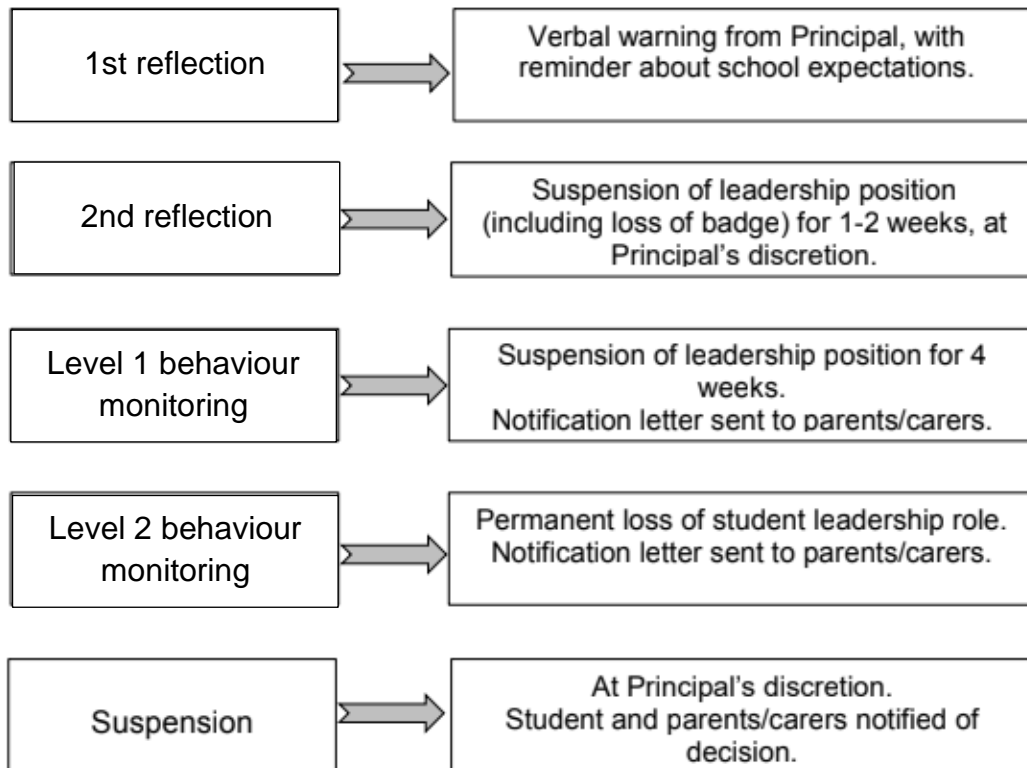 1st reflection
Verbal warning from Principal, with
reminder about school expectations.
2nd reflection
Suspension of leadership position
(including loss of badge) for 1-2 weeks, at
Principal's discretion.
Level 1 behaviour
monitoring
Suspension of leadership position for 4
weeks.
Notification letter sent to parents/carers.
Level 2 behaviour
monitoring
Permanent loss of student leadership role.
Notification letter sent to parents/carers.
Suspension
At Principal's discretion.
Student and parents/carers notified of
decision.